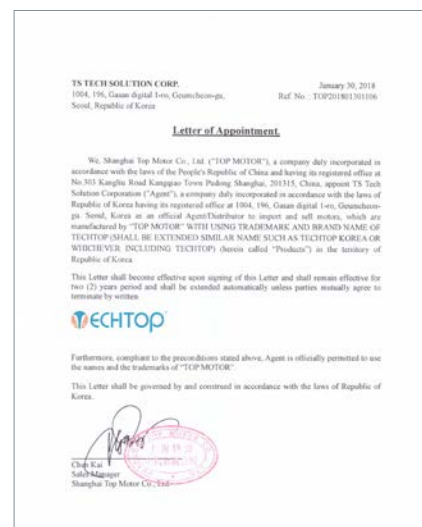 TS TECH SOLUTION CORP.
1004, 196, Gasan digital 1-ro, Geumcheon-gu,
Seoul, Republic of Korea
January 30, 2018
Ref. No. : TOP201801301106
Letter of Appointment
We, Shanghai Top Motor Co., Ltd. ("TOP MOTOR"), a company duly incorporated in
accordance with the laws of the People's Republic of China and having its registered office at
No.303 Kangliu Road Kangqiao Town Pudong Shanghai, 201315, China, appoint TS Tech
Solution Corporation ("Agent"), a company duly incorporated in accordance with the laws of
Republic of Korea having its registered office at 1004, 196, Gasan digital 1-ro, Geumcheon-
gu, Seoul, Korea as an official Agent/Distributor to import and sell motors, which are
manufactured by "TOP MOTOR" WITH USING TRADEMARK AND BRAND NAME OF
TECHTOP (SHALL BE EXTENDED SIMILAR NAME SUCH AS TECHTOP KOREA OR
WHICHEVER INCLUDING TECHTOP) (herein called "Products") in the territory of
Republic of Korea.
This Letter shall become effective upon signing of this Letter and shall remain effective for
two (2) years period and shall be extended automatically unless parties mutually agree to
terminate by written.
TECHTOP
Furthermore, compliant to the preconditions stated above, Agent is officially permitted to use
the names and the trademarks of "TOP MOTOR".
This Letter shall be governed by and construed in accordance with the laws of Republic of
Korea.
Kai
Sales Manager
Shanghai Top Motor Co., Ltd